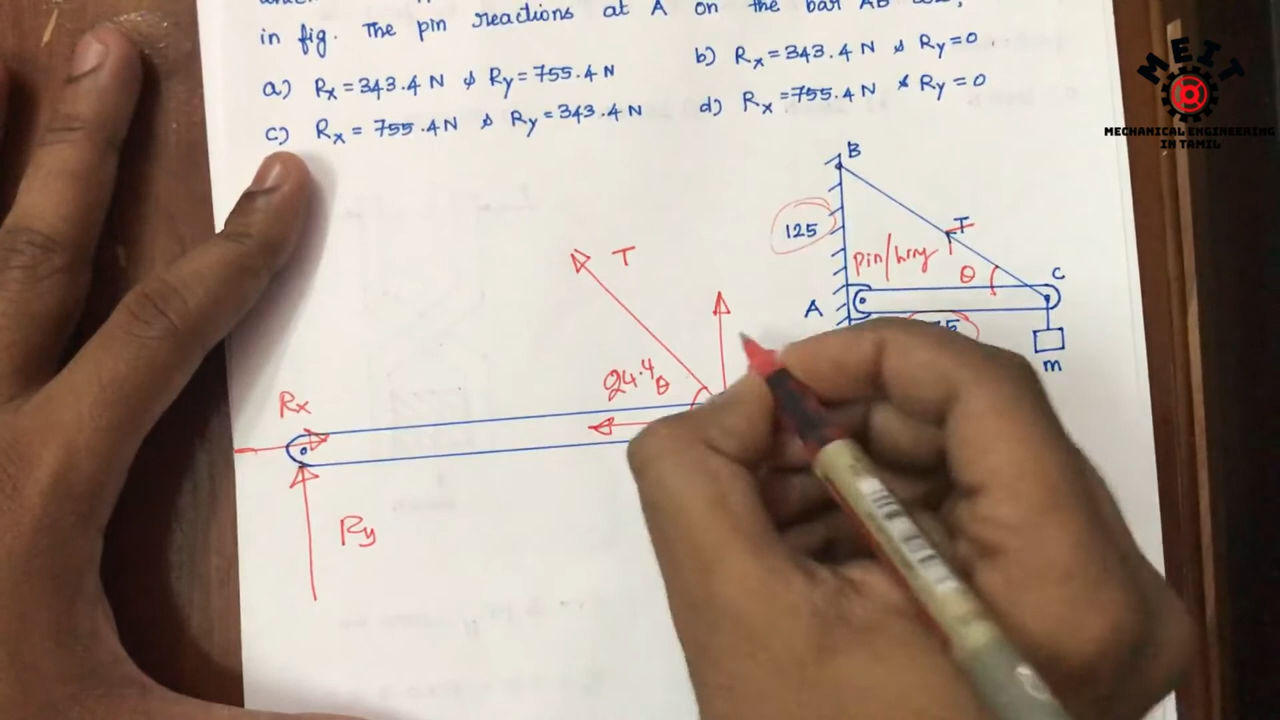 in fig. The pin reactions at A on the bar AB
a) Rx = 343.4 N & Ry = 755.4 N
b) Rx = 343.4 N & Ry = 0
c) Rx = 755.4 N & Ry = 343.4 N
d) Rx = 755.4 N & Ry = 0
MEIT
MECHANICAL ENGINEERING
IN TAMIL
B
125
T
Pin/
θ
C
A
m
T
24.4
θ
Rx
Ry